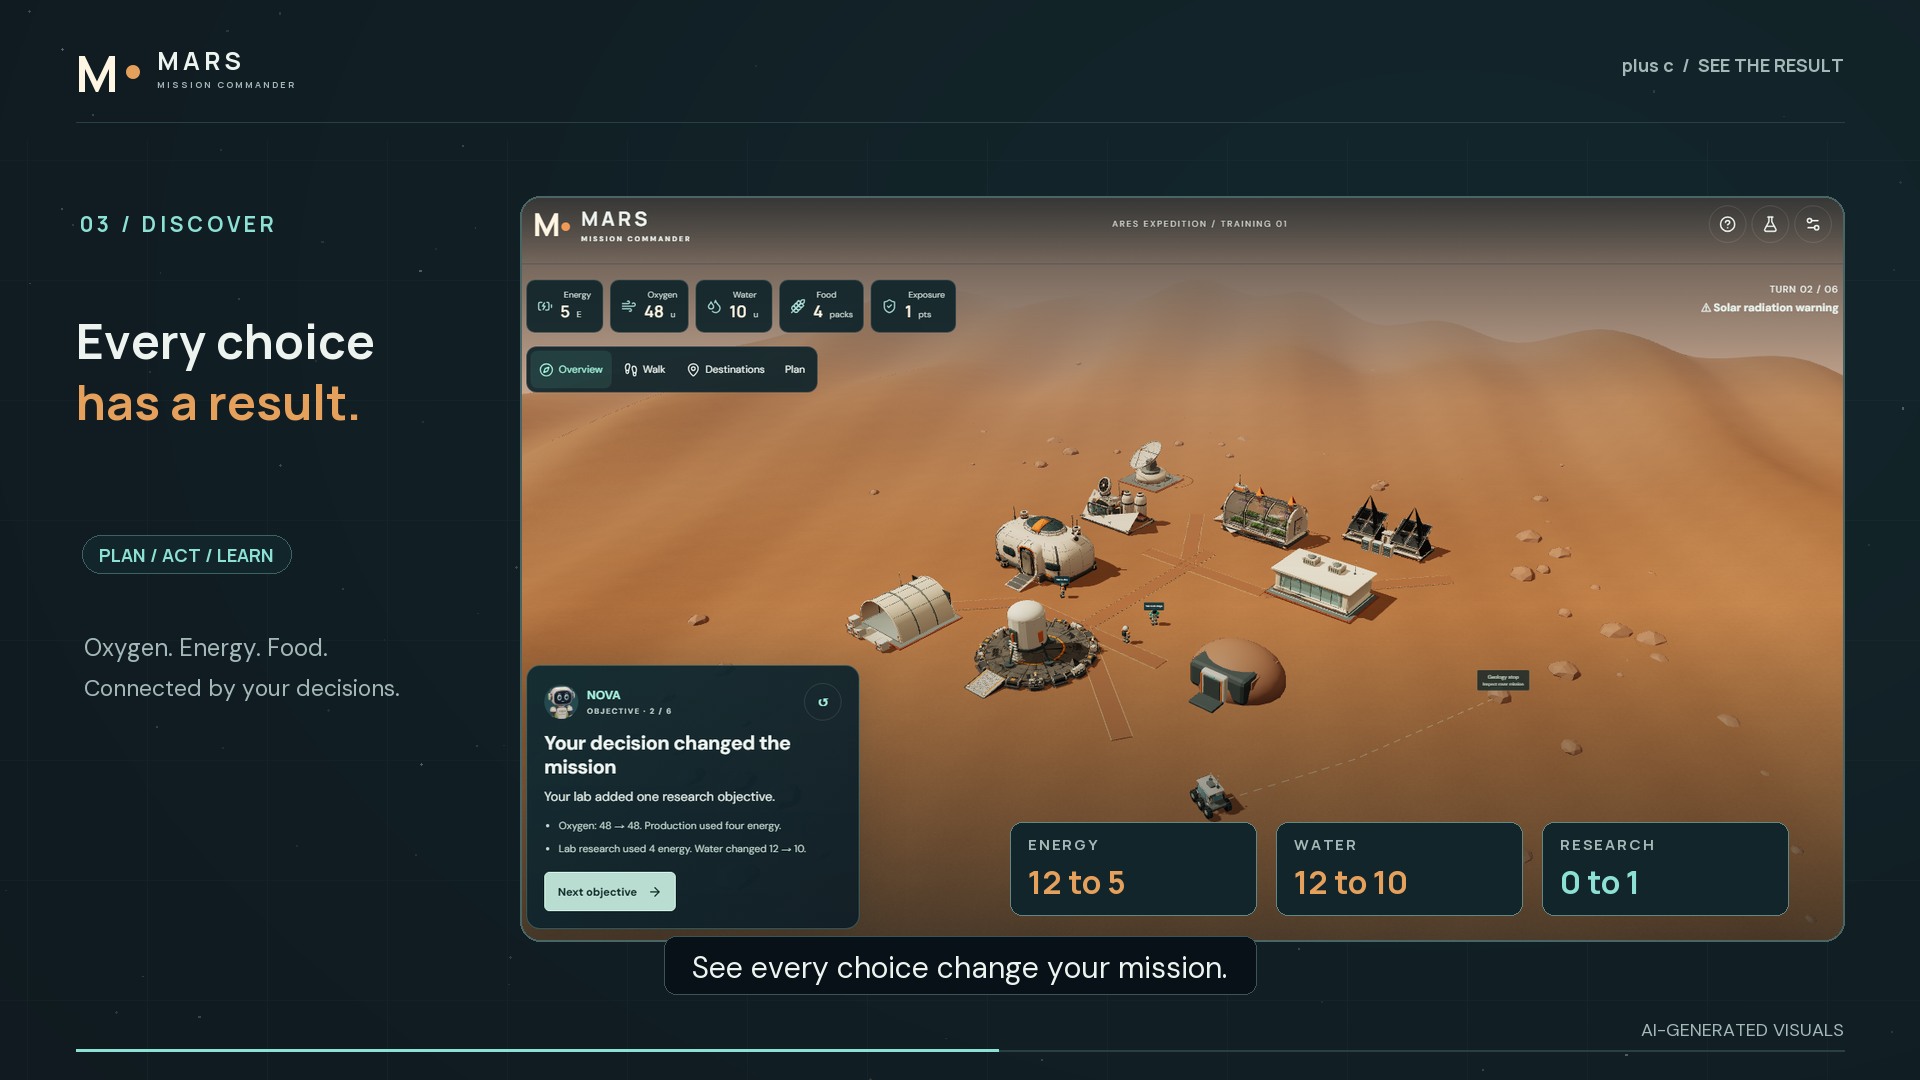 M• MARS
MISSION COMMANDER
plus c / SEE THE RESULT
03 / DISCOVER
Every choice
has a result.
PLAN / ACT / LEARN
Oxygen. Energy. Food.
Connected by your decisions.
M• MARS
MISSION COMMANDER
ARES EXPEDITION / TRAINING 01
Energy
5 E
Oxygen
48 u
Water
10 u
Food
4 packs
Exposure
1 pts
TURN 02 / 06
⚠ Solar radiation warning
Overview
Walk
Destinations
Plan
Geology stop
NOVA
OBJECTIVE · 2 / 6
Your decision changed the
mission
Your lab added one research objective.
• Oxygen: 48 → 48. Production used four energy.
• Lab research used 4 energy. Water changed 12 → 10.
Next objective →
ENERGY
12 to 5
WATER
12 to 10
RESEARCH
0 to 1
See every choice change your mission.
AI-GENERATED VISUALS